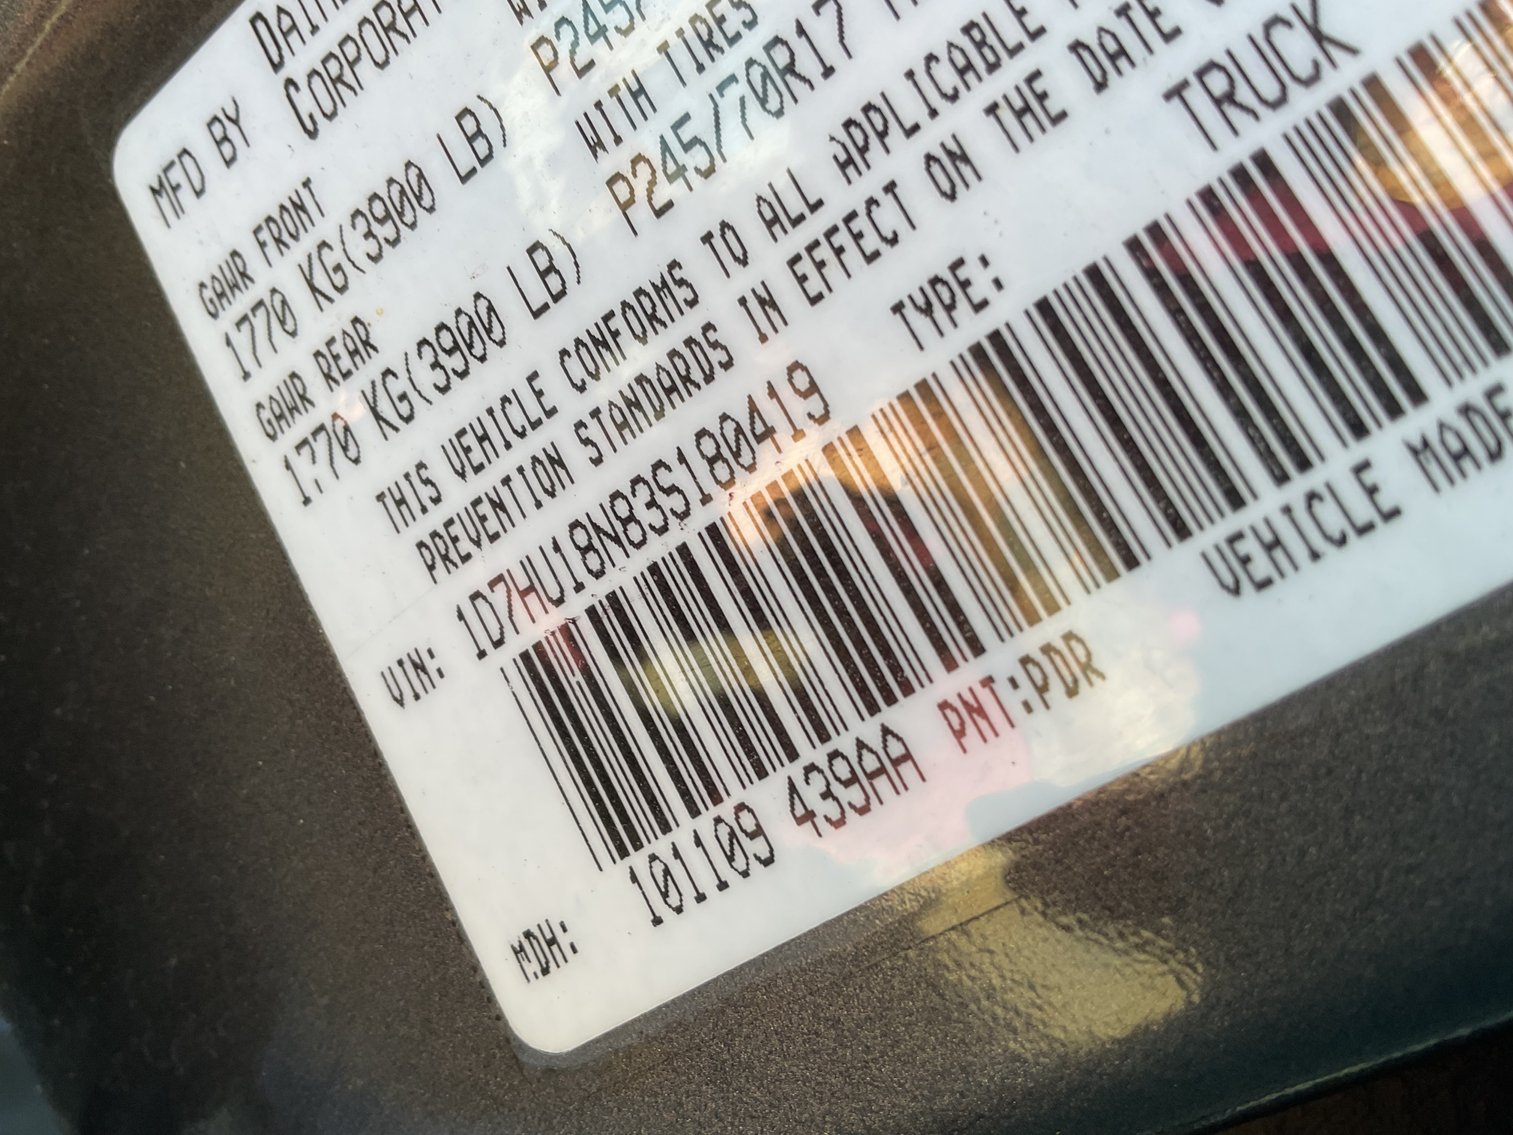 MFD BY
CORPORAT
GAWR FRONT
1770 KG(3900 LB) P245/
WITH TIRES
GAWR REAR
1770 KG(3900 LB) P245/70R17
THIS VEHICLE CONFORMS TO ALL APPLICABLE
PREVENTION STANDARDS IN EFFECT ON THE DATE
VIN: 1D7HU18N83S180419 TYPE: TRUCK
MDH: 101109 439AA PNT:PDR VEHICLE MADE